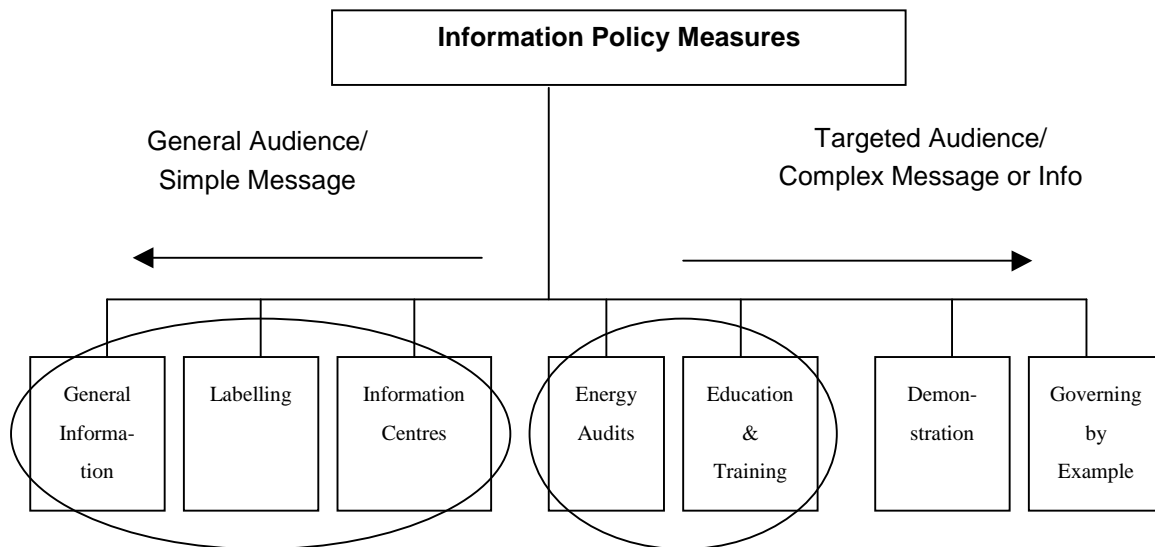 Information Policy Measures
General Audience/
Simple Message
Targeted Audience/
Complex Message or Info
General
Informa-
tion
Labelling
Information
Centres
Energy
Audits
Education
&
Training
Demon-
stration
Governing
by
Example